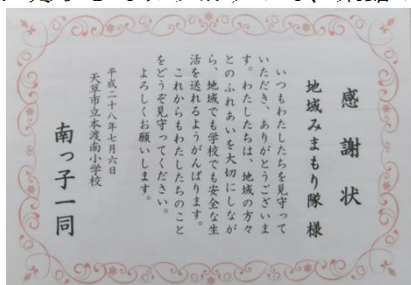 感謝状
地域みまもり隊 様
いつもわたしたちを見守って
いただき、ありがとうございま
す。わたしたちは、地域の方々
とのふれあいを大切にしなが
ら、地域でも学校でも安全な生
活を送れるようがんばります。
これからもわたしたちのこと
をどうぞ見守ってください。
よろしくお願いします。
平成二十八年七月六日
天草市立本渡南小学校
南っ子一同